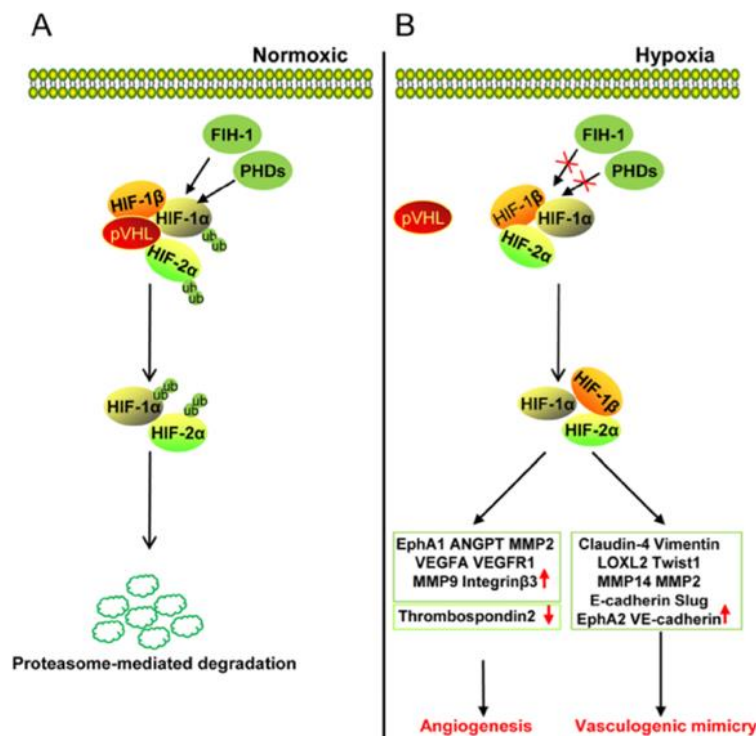 A
Normoxic
FIH-1
PHDs
HIF-1β
HIF-1α
pVHL
ub
ub
HIF-2α
ub
ub
HIF-1α
ub
ub
ub
ub
HIF-2α
Proteasome-mediated degradation
B
Hypoxia
FIH-1
PHDs
pVHL
HIF-1β
HIF-1α
HIF-2α
HIF-1α
HIF-1β
HIF-2α
EphA1 ANGPT MMP2
VEGFA VEGFR1
MMP9 Integrinβ3
Thrombospondin2
Claudin-4 Vimentin
LOXL2 Twist1
MMP14 MMP2
E-cadherin Slug
EphA2 VE-cadherin
Angiogenesis
Vasculogenic mimicry